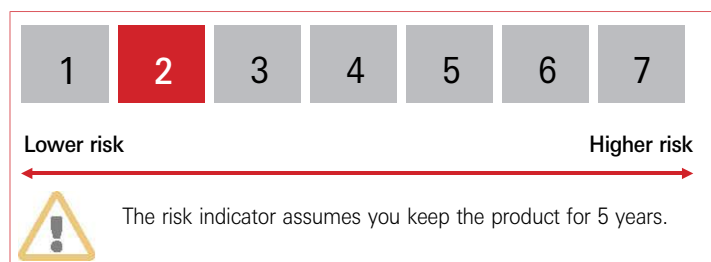 1 2 3 4 5 6 7
Lower risk Higher risk
The risk indicator assumes you keep the product for 5 years.